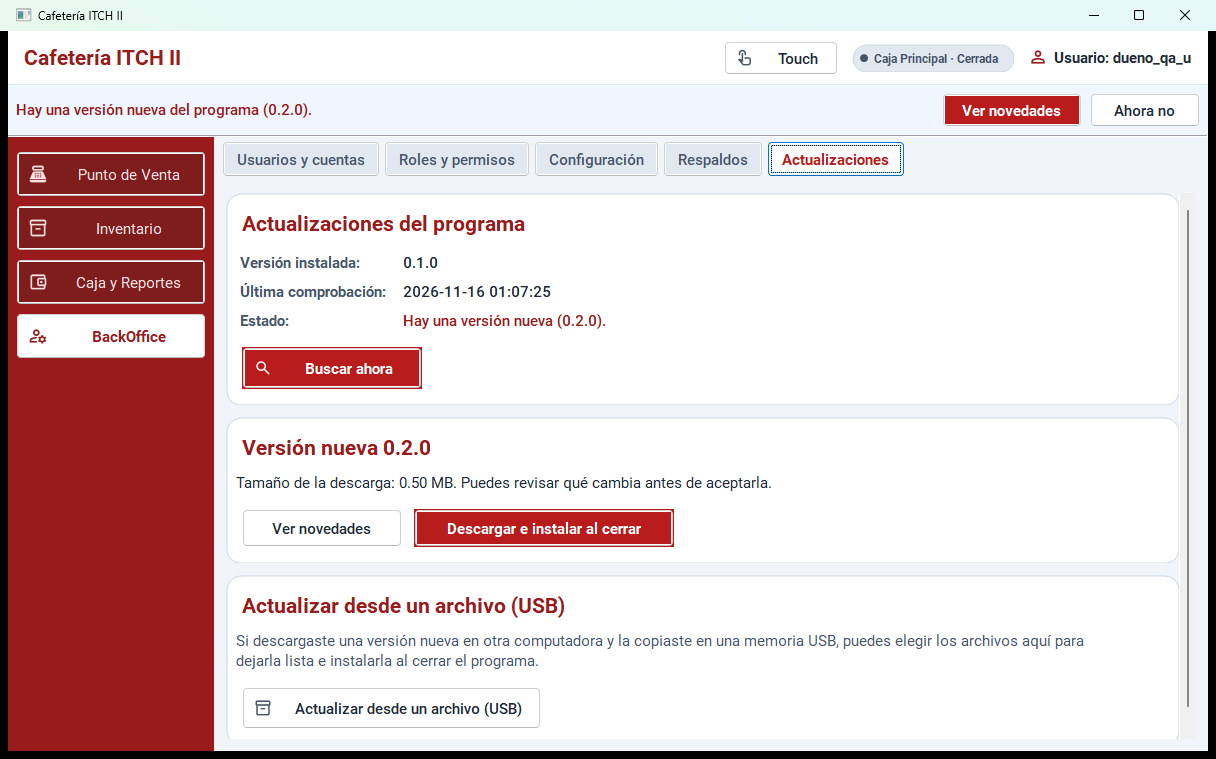 Cafetería ITCH II
Cafetería ITCH II
Touch
Caja Principal · Cerrada
Usuario: dueno_qa_u
Hay una versión nueva del programa (0.2.0).
Ver novedades
Ahora no
Punto de Venta
Inventario
Caja y Reportes
BackOffice
Usuarios y cuentas
Roles y permisos
Configuración
Respaldos
Actualizaciones
Actualizaciones del programa
Versión instalada: 0.1.0
Última comprobación: 2026-11-16 01:07:25
Estado: Hay una versión nueva (0.2.0).
Buscar ahora
Versión nueva 0.2.0
Tamaño de la descarga: 0.50 MB. Puedes revisar qué cambia antes de aceptarla.
Ver novedades
Descargar e instalar al cerrar
Actualizar desde un archivo (USB)
Si descargaste una versión nueva en otra computadora y la copiaste en una memoria USB, puedes elegir los archivos aquí para
dejarla lista e instalarla al cerrar el programa.
Actualizar desde un archivo (USB)